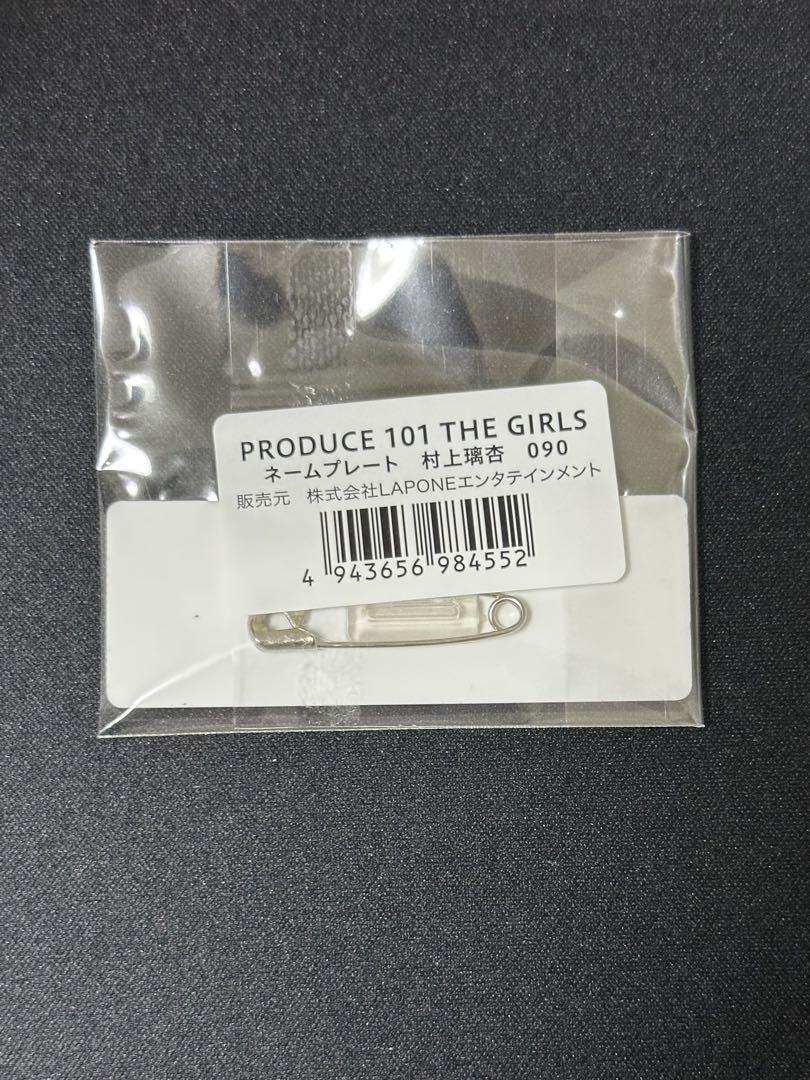 PRODUCE 101 THE GIRLS
ネームプレート 村上璃杏 090
販売元 株式会社LAPONEエンタテインメント
4 943656 984552